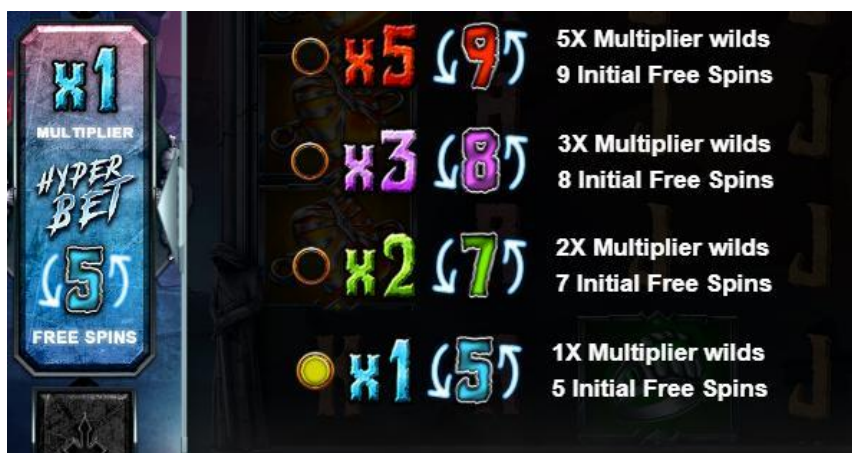 x1
MULTIPLIER
HYPER
BET
5
FREE SPINS
x5 9 5X Multiplier wilds
9 Initial Free Spins
x3 8 3X Multiplier wilds
8 Initial Free Spins
x2 7 2X Multiplier wilds
7 Initial Free Spins
x1 5 1X Multiplier wilds
5 Initial Free Spins